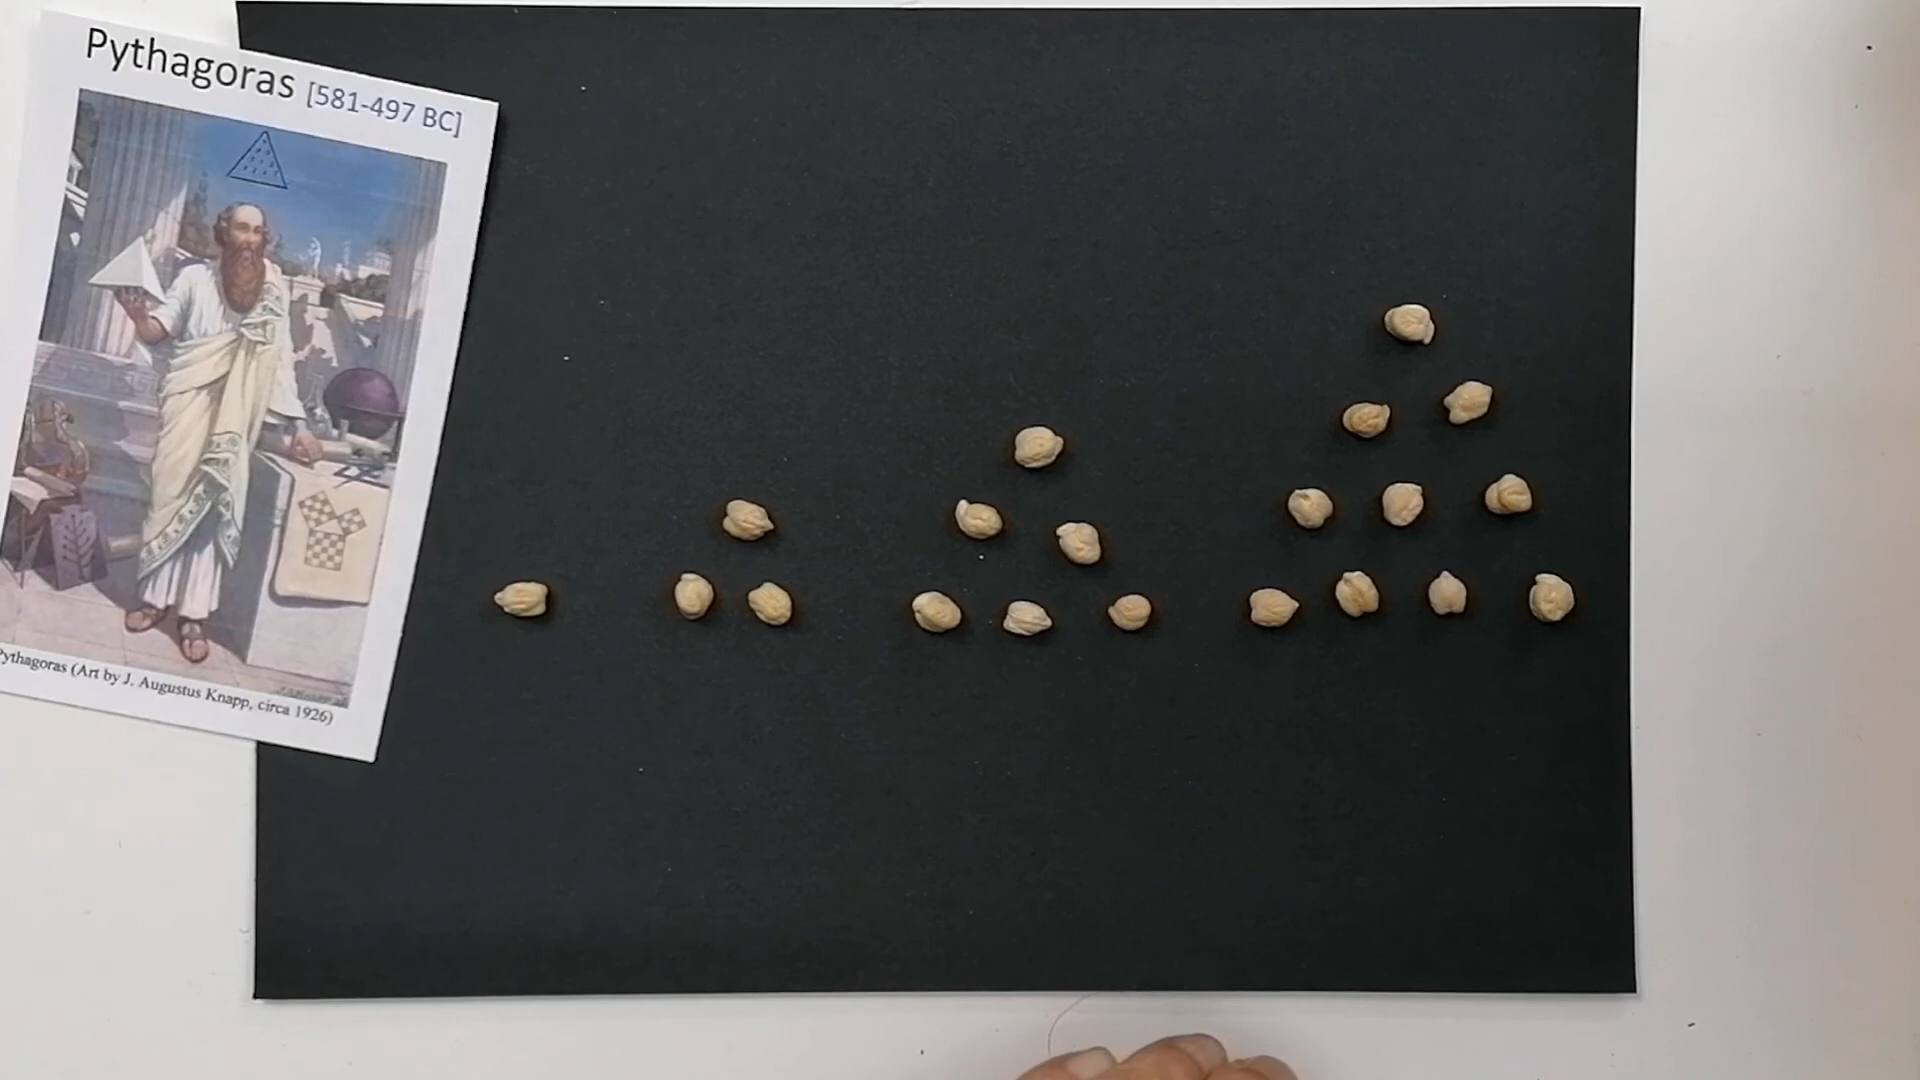 Pythagoras [581-497 BC]
Pythagoras (Art by J. Augustus Knapp, circa 1926)